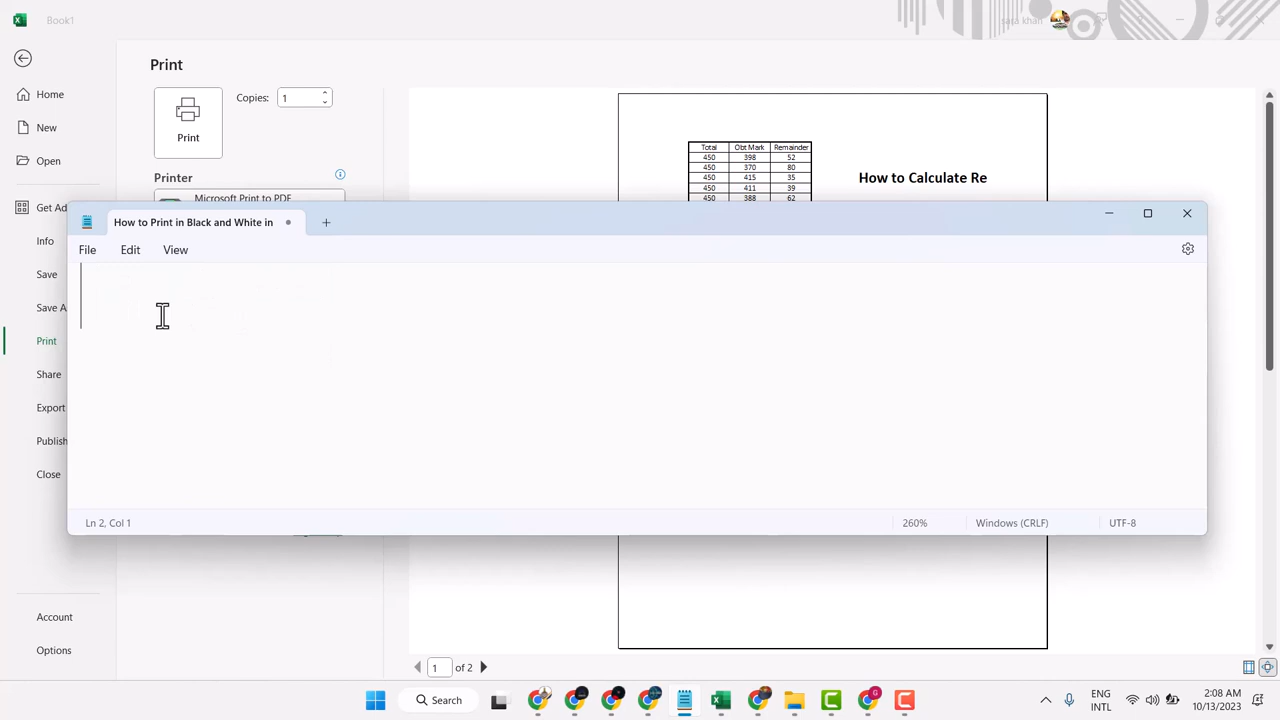 Book1
sara khan
Print
Home
New
Open
Get Ad
Info
Save
Save A
Print
Share
Export
Publis
Close
Account
Options
Print
Copies:
1
Printer
Microsoft Print to PDF
Total Obt Mark Remainder
450 398 52
450 370 80
450 415 35
450 411 39
450 388 62
How to Calculate Re
How to Print in Black and White in
File Edit View
Ln 2, Col 1
260%
Windows (CRLF)
UTF-8
1 of 2
Search
ENG
INTL
2:08 AM
10/13/2023